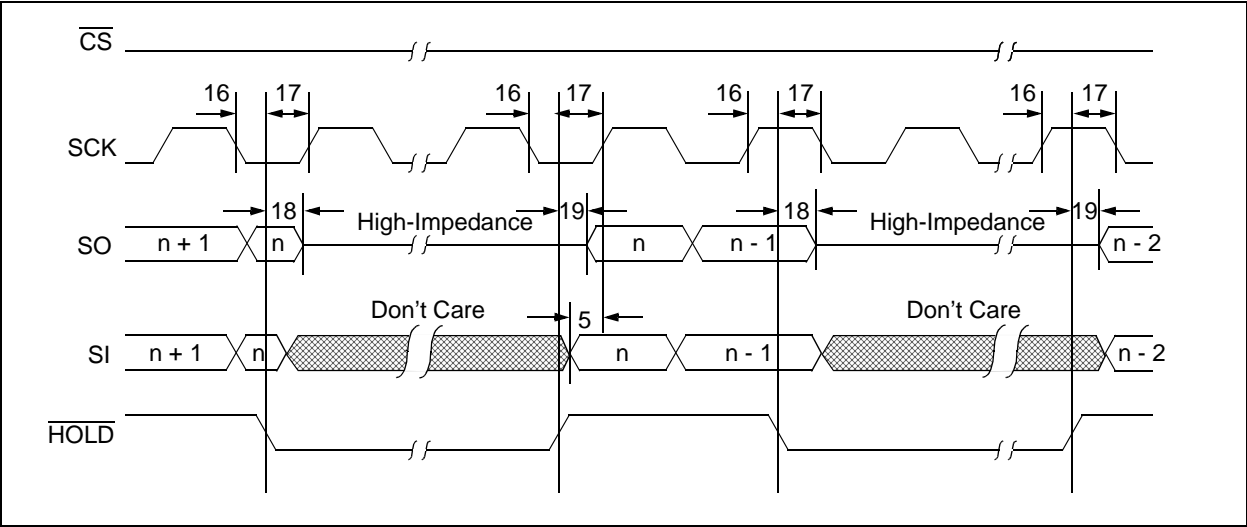 CS
16 17 16 17 16 17 16 17
SCK
18 High-Impedance 19 18 High-Impedance 19
SO n + 1 n n n - 1 n - 2
Don't Care 5 Don't Care
SI n + 1 n n n - 1 n - 2
HOLD